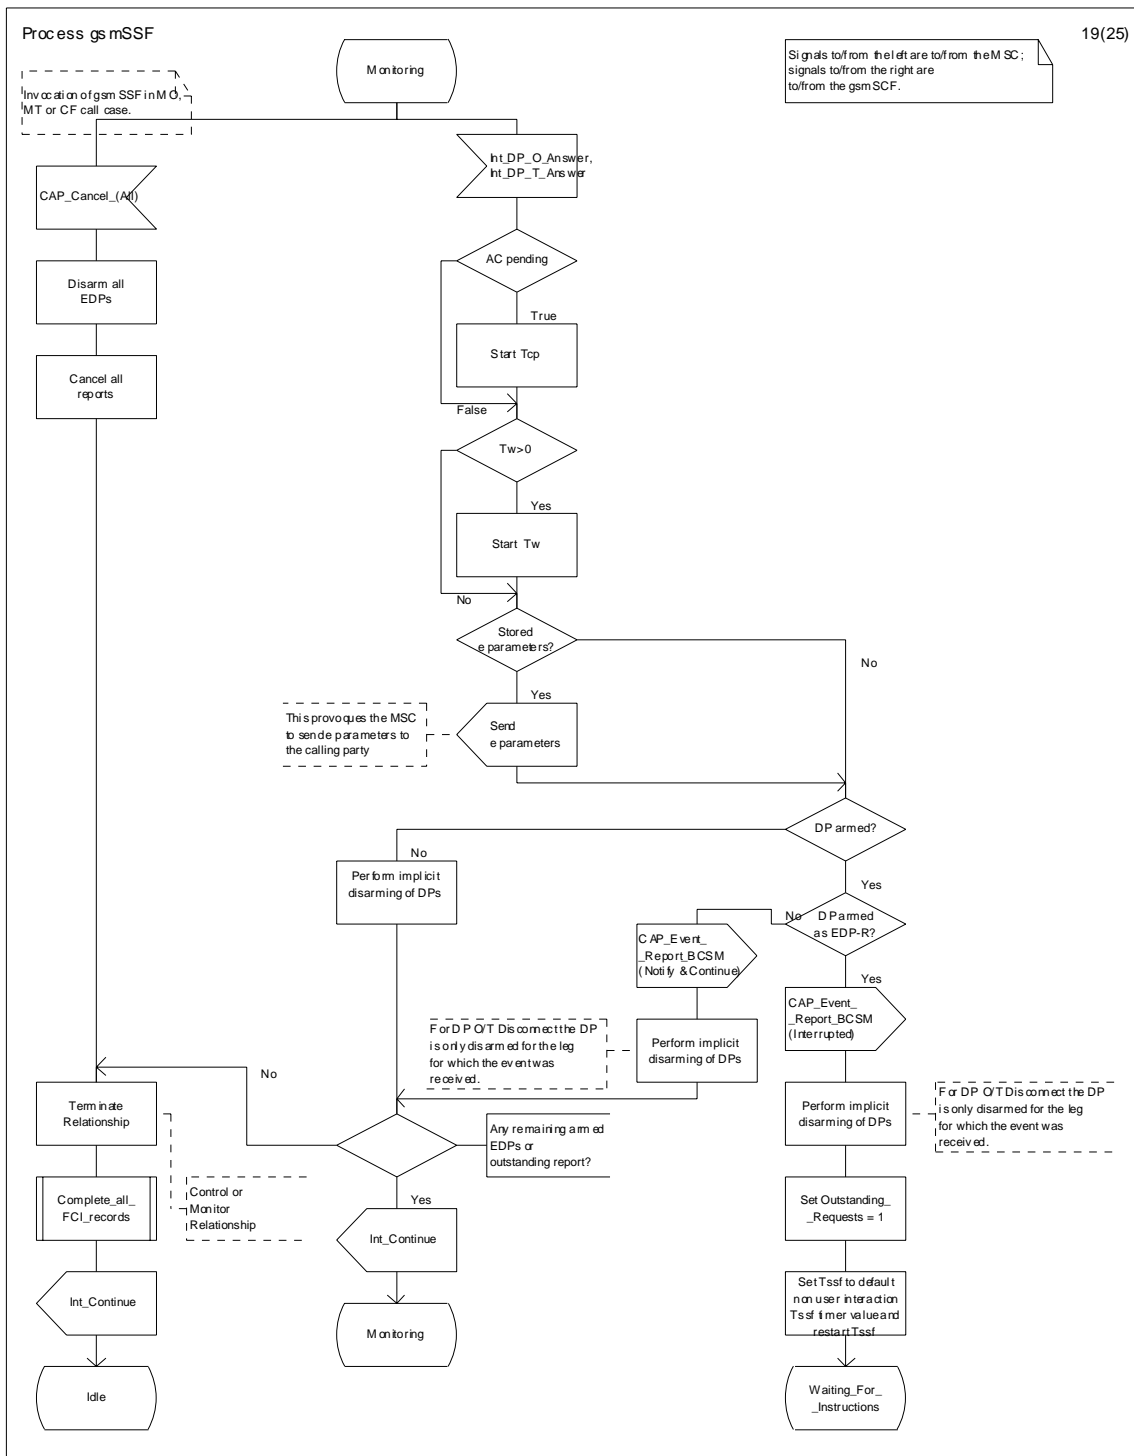 Process gsmSSF
19(25)
Signals to/from the left are to/from the MSC;
signals to/from the right are
to/from the gsmSCF.
Invocation of gsmSSF in MO,
MT or CF call case.
Monitoring
CAP_Cancel_(All)
Int_DP_O_Answer,
Int_DP_T_Answer
Disarm all
EDPs
AC pending
True
Cancel all
reports
Start Tcp
False
Tw>0
Yes
Start Tw
No
Stored
e parameters?
No
Yes
This provoques the MSC
to send e parameters to
the calling party
Send
e parameters
DP armed?
No
Yes
Perform implicit
disarming of DPs
No
DP armed
as EDP-R?
CAP_Event_
_Report_BCSM
(Notify & Continue)
Yes
CAP_Event_
_Report_BCSM
(Interrupted)
For DP O/T Disconnect the DP
is only disarmed for the leg
for which the event was
received.
Perform implicit
disarming of DPs
No
Terminate
Relationship
Any remaining armed
EDPs or
outstanding report?
Perform implicit
disarming of DPs
For DP O/T Disconnect the DP
is only disarmed for the leg
for which the event was
received.
Complete_all_
FCI_records
Control or
Monitor
Relationship
Yes
Int_Continue
Set Outstanding_
_Requests = 1
Int_Continue
Monitoring
Set Tssf to default
non user interaction
Tssf timer value and
restart Tssf
Idle
Waiting_For_
_Instructions